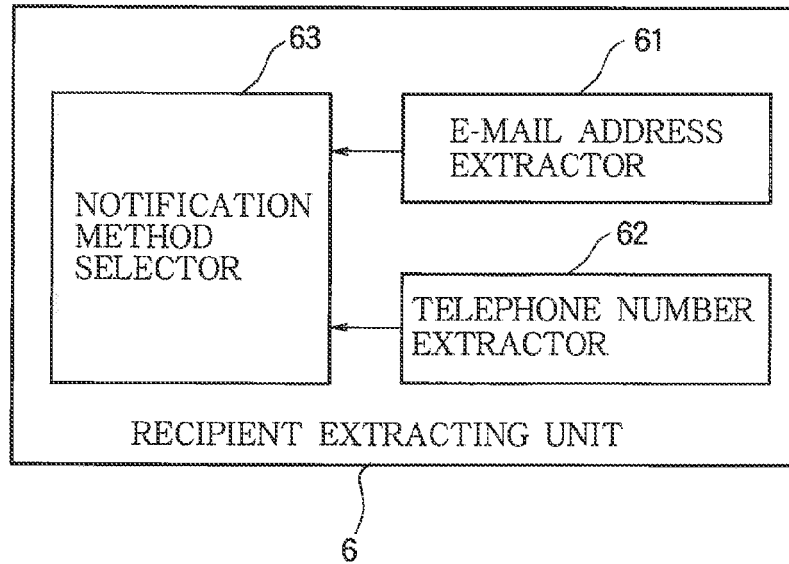 63
61
NOTIFICATION
METHOD
SELECTOR
E-MAIL ADDRESS
EXTRACTOR
62
TELEPHONE NUMBER
EXTRACTOR
RECIPIENT EXTRACTING UNIT
6